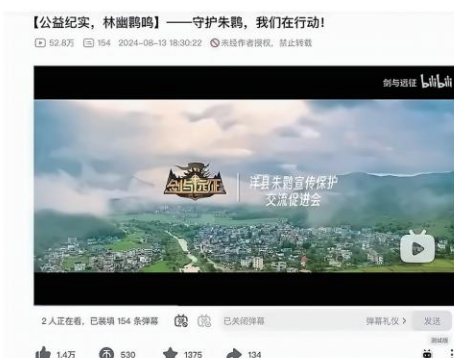 【公益纪实,林幽鹮鸣】——守护朱鹮,我们在行动!
52.8万 154 2024-08-13 18:30:22 未经作者授权,禁止转载
剑与远征 bilibili
剑与远征
洋县朱鹮宣传保护
交流促进会
2 人正在看,已装填 154 条弹幕 已关闭弹幕 弹幕礼仪 > 发送
1.4万 530 1375 134